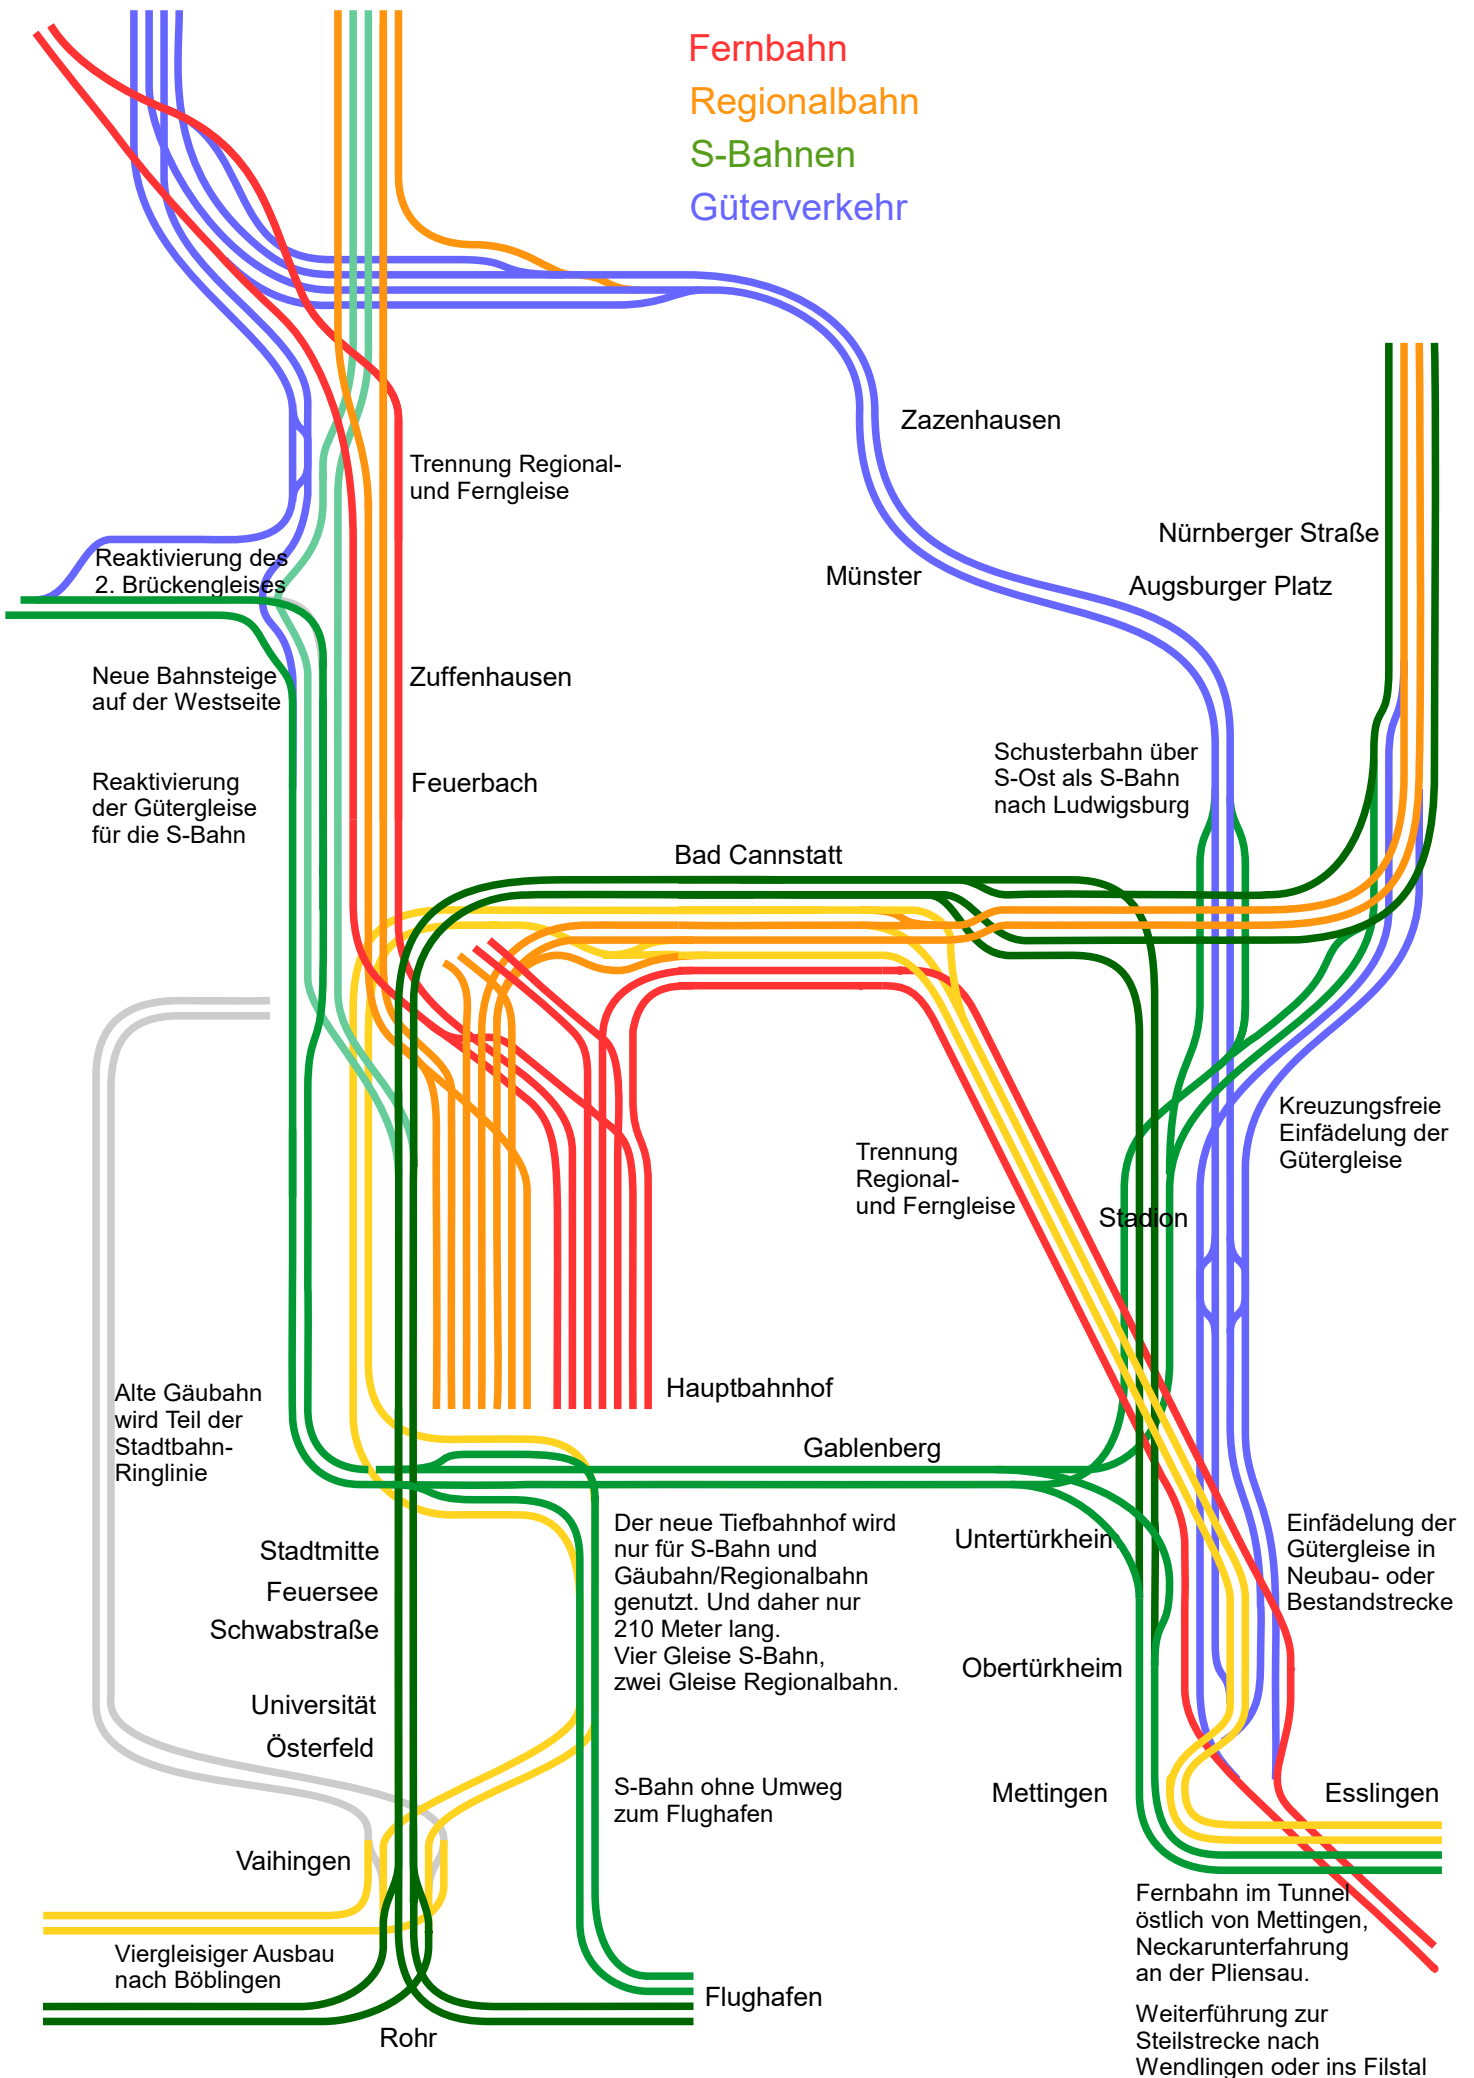 Fernbahn
Regionalbahn
S-Bahnen
Güterverkehr
Zazenhausen
Trennung Regional-
und Ferngleise
Nürnberger Straße
Reaktivierung des
2. Brückengleises
Münster
Augsburger Platz
Neue Bahnsteige
auf der Westseite
Zuffenhausen
Schusterbahn über
S-Ost als S-Bahn
nach Ludwigsburg
Reaktivierung
der Gütergleise
für die S-Bahn
Feuerbach
Bad Cannstatt
Kreuzungsfreie
Einfädelung der
Gütergleise
Trennung
Regional-
und Ferngleise
Stadion
Alte Gäubahn
wird Teil der
Stadtbahn-
Ringlinie
Hauptbahnhof
Gablenberg
Der neue Tiefbahnhof wird
nur für S-Bahn und
Gäubahn/Regionalbahn
genutzt. Und daher nur
210 Meter lang.
Vier Gleise S-Bahn,
zwei Gleise Regionalbahn.
Untertürkheim
Einfädelung der
Gütergleise in
Neubau- oder
Bestandstrecke
Stadtmitte
Feuersee
Schwabstraße
Obertürkheim
Universität
Österfeld
S-Bahn ohne Umweg
zum Flughafen
Mettingen
Esslingen
Vaihingen
Fernbahn im Tunnel
östlich von Mettingen,
Neckarunterfahrung
an der Pliensau.
Viergleisiger Ausbau
nach Böblingen
Flughafen
Rohr
Weiterführung zur
Steilstrecke nach
Wendlingen oder ins Filstal